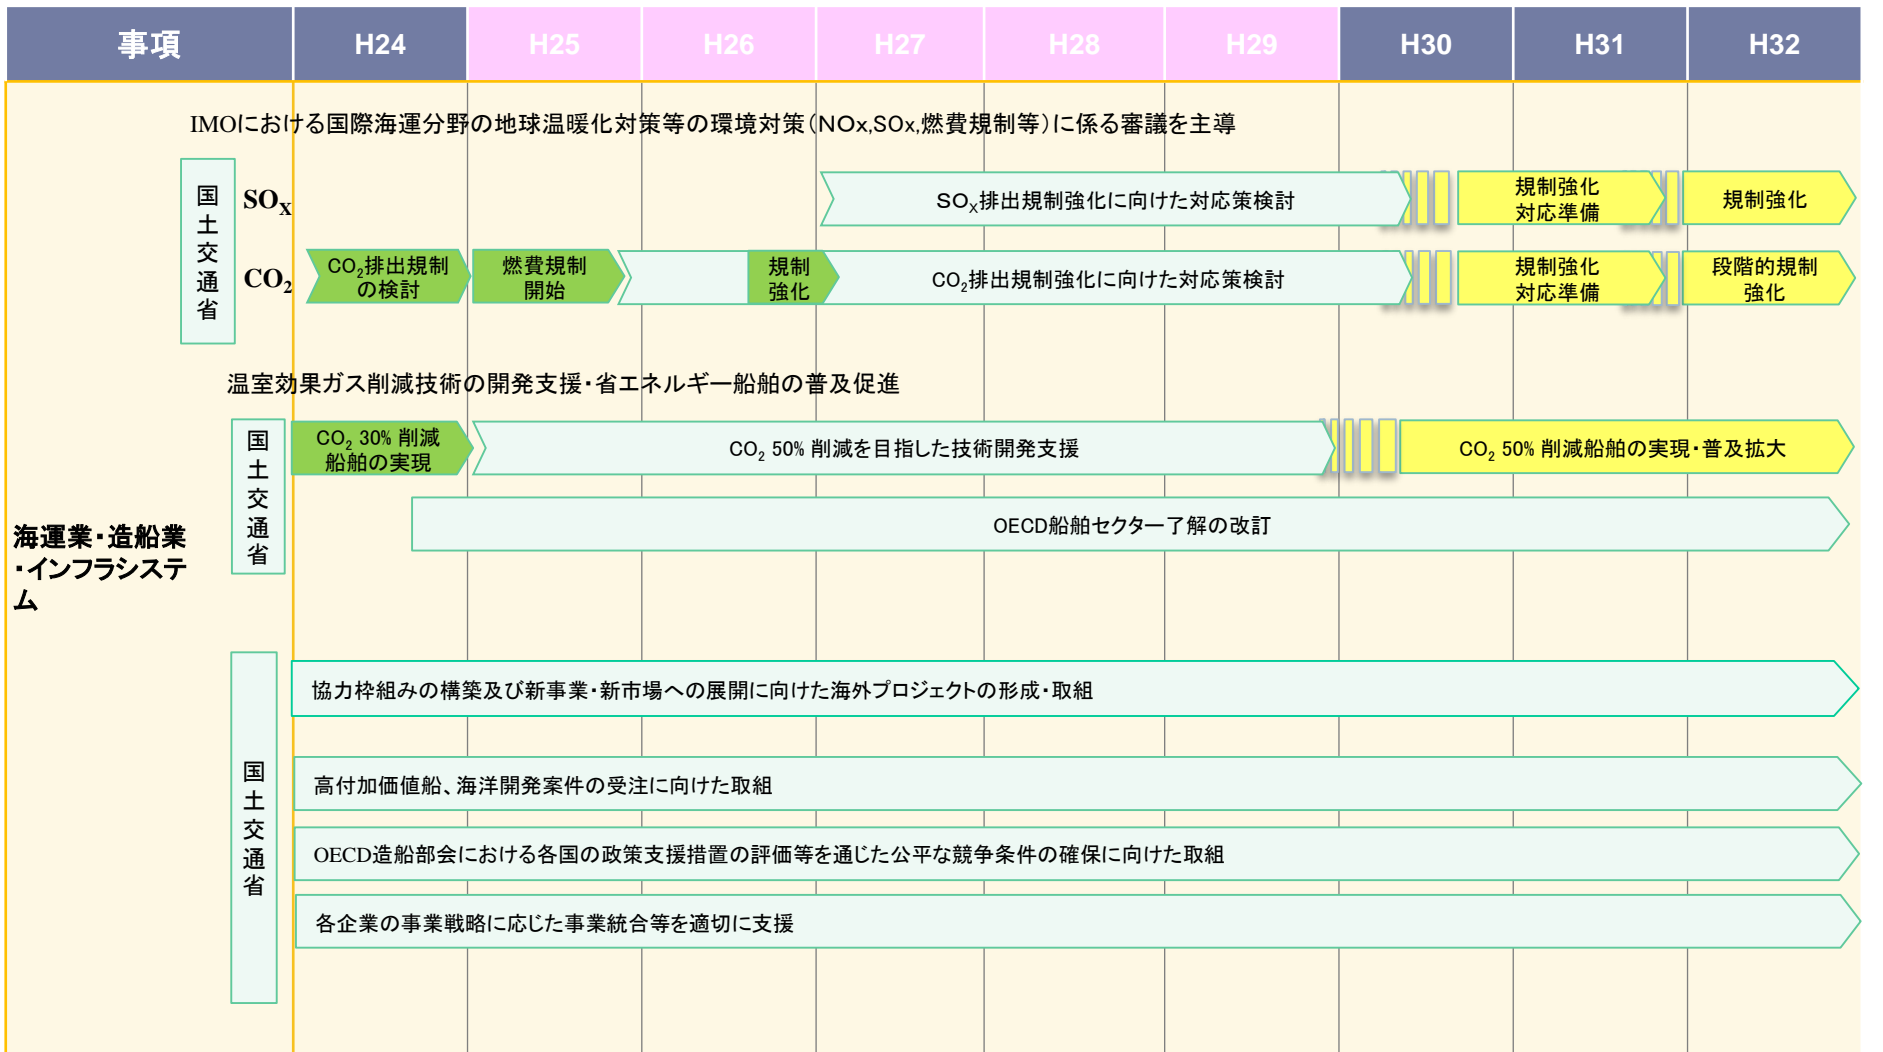 事項 H24 H25 H26 H27 H28 H29 H30 H31 H32
IMOにおける国際海運分野の地球温暖化対策等の環境対策（NOx,SOx,燃費規制等）に係る審議を主導
国土交通省
SOX
SOX排出規制強化に向けた対応策検討
規制強化
対応準備
規制強化
CO2
CO2排出規制
の検討
燃費規制
開始
規制
強化
CO2排出規制強化に向けた対応策検討
規制強化
対応準備
段階的規制
強化
温室効果ガス削減技術の開発支援・省エネルギー船舶の普及促進
国土交通省
CO2 30% 削減
船舶の実現
CO2 50% 削減を目指した技術開発支援
CO2 50% 削減船舶の実現・普及拡大
OECD船舶セクター了解の改訂
海運業・造船業
・インフラシステ
ム
国土交通省
協力枠組みの構築及び新事業・新市場への展開に向けた海外プロジェクトの形成・取組
高付加価値船、海洋開発案件の受注に向けた取組
OECD造船部会における各国の政策支援措置の評価等を通じた公平な競争条件の確保に向けた取組
各企業の事業戦略に応じた事業統合等を適切に支援